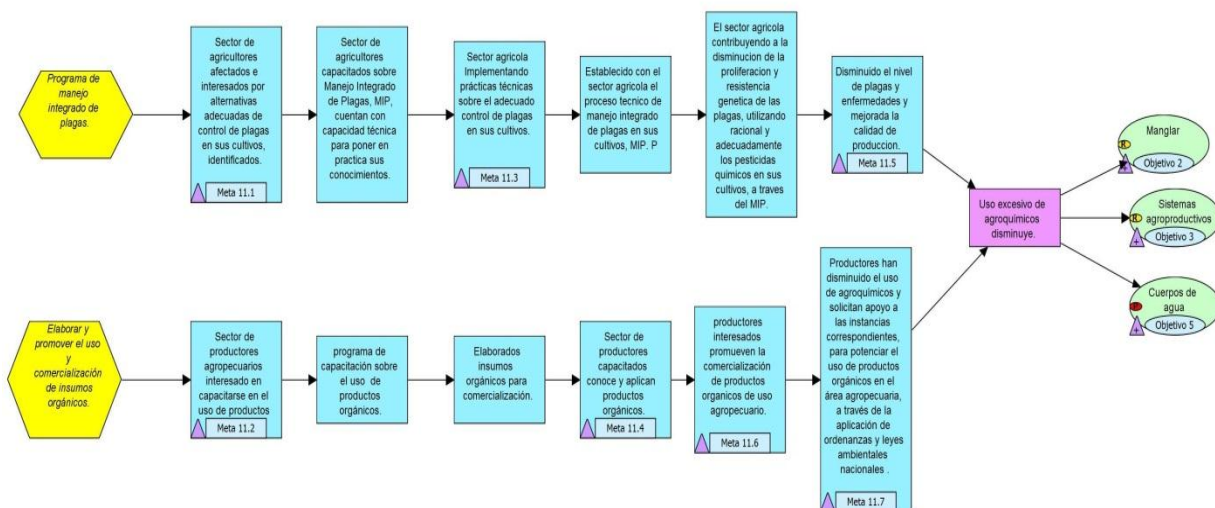 Programa de
manejo
integrado de
plagas.
Sector de
agricultores
afectados e
interesados por
alternativas
adecuadas de
control de plagas
en sus cultivos,
identificados.
Meta 11.1
Sector de
agricultores
capacitados sobre
Manejo Integrado
de Plagas, MIP,
cuentan con
capacidad técnica
para poner en
practica sus
conocimientos.
Sector agricola
Implementando
prácticas técnicas
sobre el adecuado
control de plagas
en sus cultivos.
Meta 11.3
Establecido con el
sector agricola el
proceso tecnico de
manejo integrado
de plagas en sus
cultivos, MIP. P
El sector agricola
contribuyendo a la
disminucion de la
proliferacion y
resistencia
genetica de las
plagas, utilizando
racional y
adecuadamente
los pesticidas
quimicos en sus
cultivos, a traves
del MIP.
Disminuido el nivel
de plagas y
enfermedades y
mejorada la
calidad de
produccion.
Meta 11.5
Uso excesivo de
agroquimicos
disminuye.
Manglar
R
Objetivo 2
Sistemas
agroproductivos
R
+
Objetivo 3
Cuerpos de
agua
P
+
Objetivo 5
Elaborar y
promover el uso
y
comercialización
de insumos
orgánicos.
Sector de
productores
agropecuarios
interesado en
capacitarse en el
uso de productos
Meta 11.2
programa de
capacitación sobre
el uso de
productos
orgánicos.
Elaborados
insumos
orgánicos para
comercialización.
Sector de
productores
capacitados
conoce y aplican
productos
orgánicos.
Meta 11.4
productores
interesados
promueven la
comercialización
de productos
organicos de uso
agropecuario.
Meta 11.6
Productores han
disminuido el uso
de agroquímicos y
solicitan apoyo a
las instancias
correspondientes,
para potenciar el
uso de productos
orgánicos en el
área agropecuaria,
a través de la
aplicación de
ordenanzas y leyes
ambientales
nacionales .
Meta 11.7